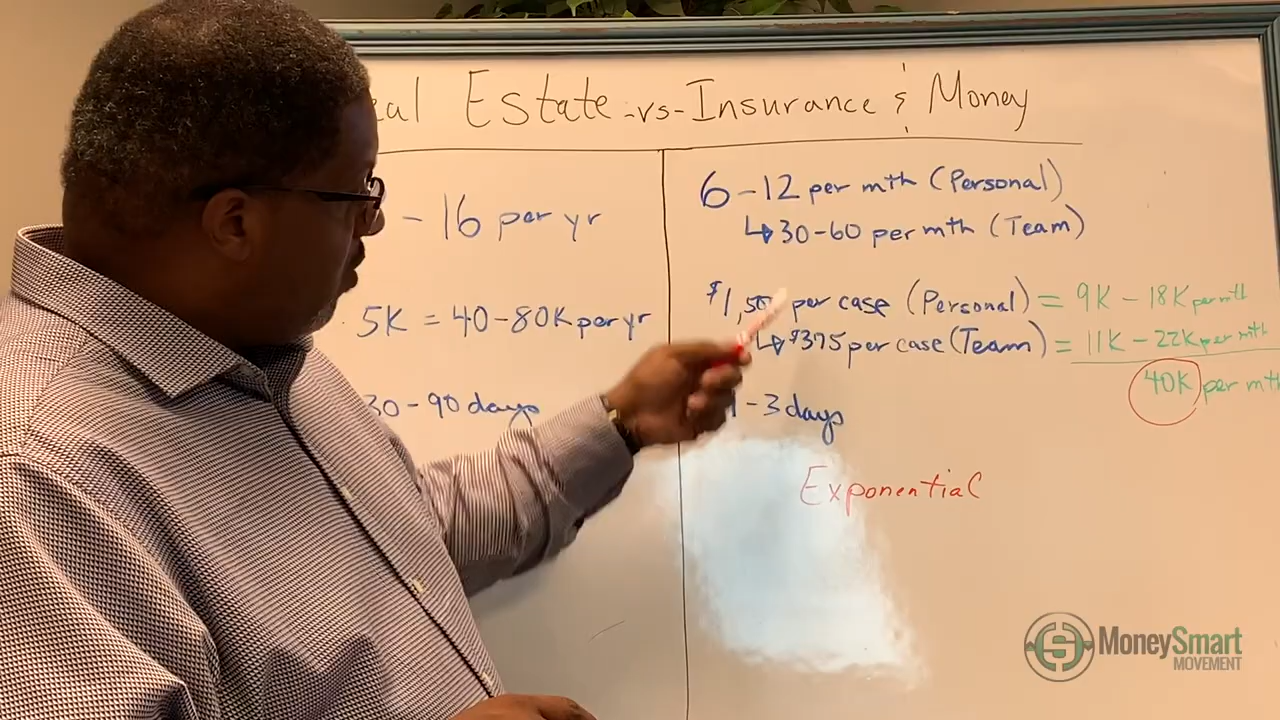 Estate -vs- Insurance & Money
- 16 per yr
5K = 40-80K per yr
30-90 days
6-12 per mth (Personal)
↳ 30-60 per mth (Team)
per case (Personal) = 9K - 18K per mth
↳ $375 per case (Team) = 11K - 22K per mth
40K per mth
- 3 days
Exponential
MoneySmart
MOVEMENT